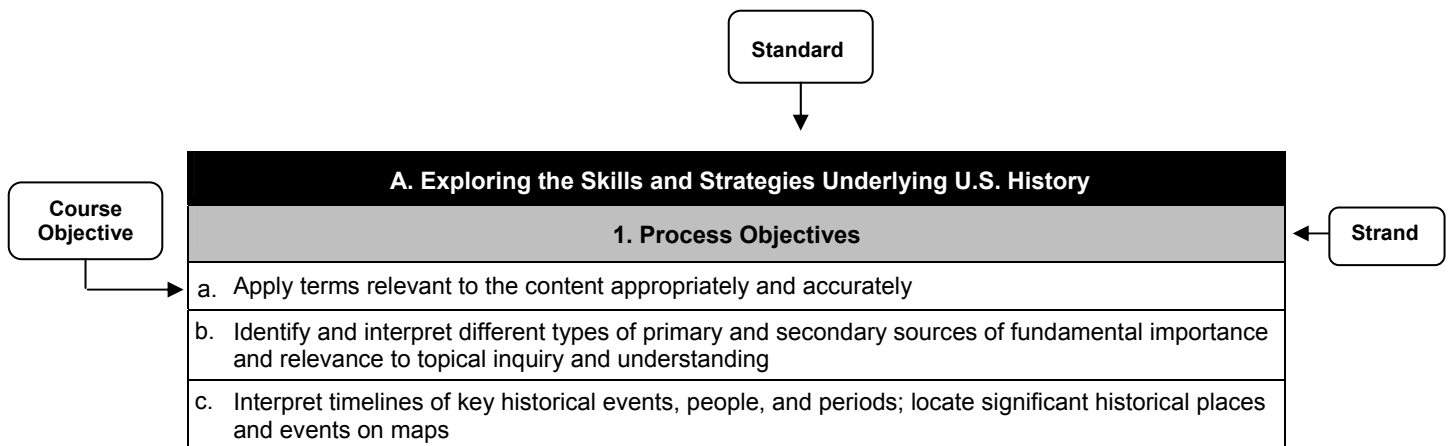 Standard
A. Exploring the Skills and Strategies Underlying U.S. History
Course
Objective
1. Process Objectives
Strand
a. Apply terms relevant to the content appropriately and accurately
b. Identify and interpret different types of primary and secondary sources of fundamental importance
and relevance to topical inquiry and understanding
c. Interpret timelines of key historical events, people, and periods; locate significant historical places
and events on maps